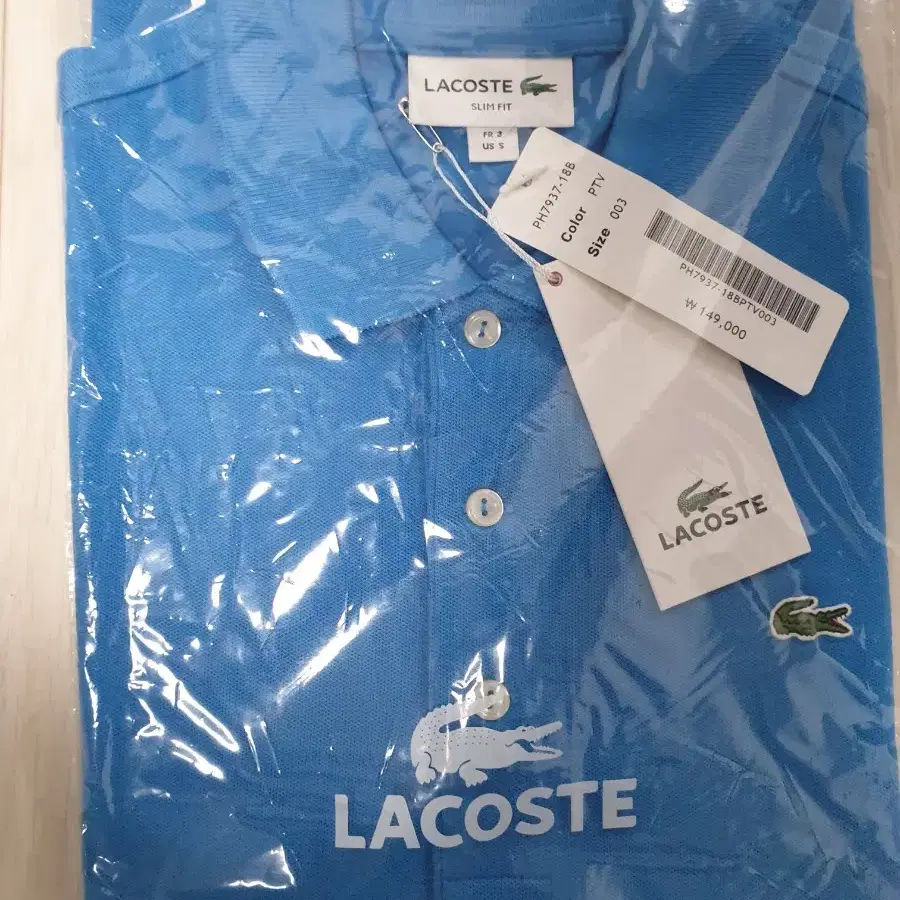 LACOSTE
SLIM FIT
FR 3
US S
PH7937-18B
Color PTV
Size 003
PH7937-18BPTV003
₩149,000
LACOSTE
LACOSTE